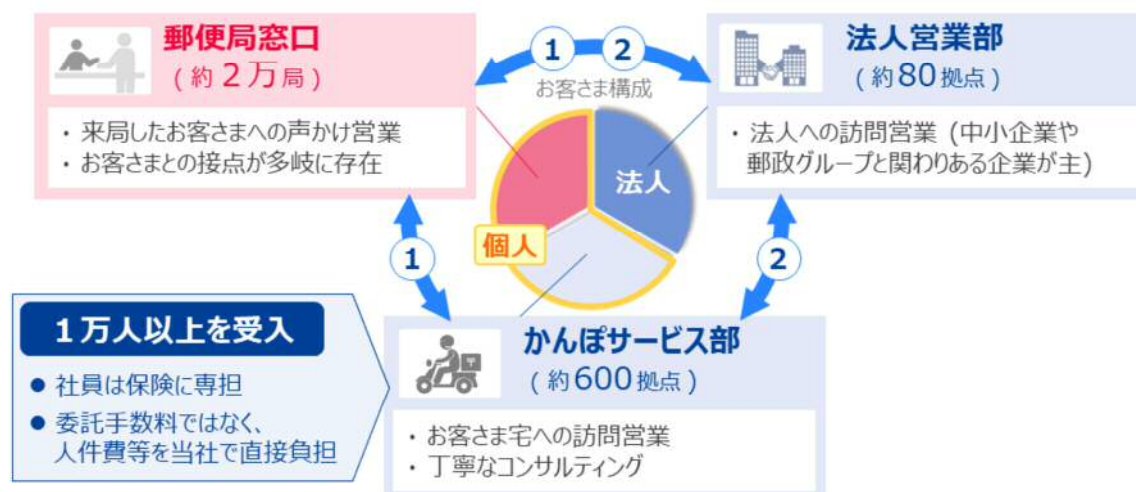 郵便局窓口
(約2万局)
・来局したお客さまへの声かけ営業
・お客さまとの接点が多岐に存在
1
2
お客さま構成
法人
個人
法人営業部
(約80拠点)
・法人への訪問営業 (中小企業や
郵政グループと関わりある企業が主)
1
2
1万人以上を受入
● 社員は保険に専担
● 委託手数料ではなく、
人件費等を当社で直接負担
かんぽサービス部
(約600拠点)
・お客さま宅への訪問営業
・丁寧なコンサルティング